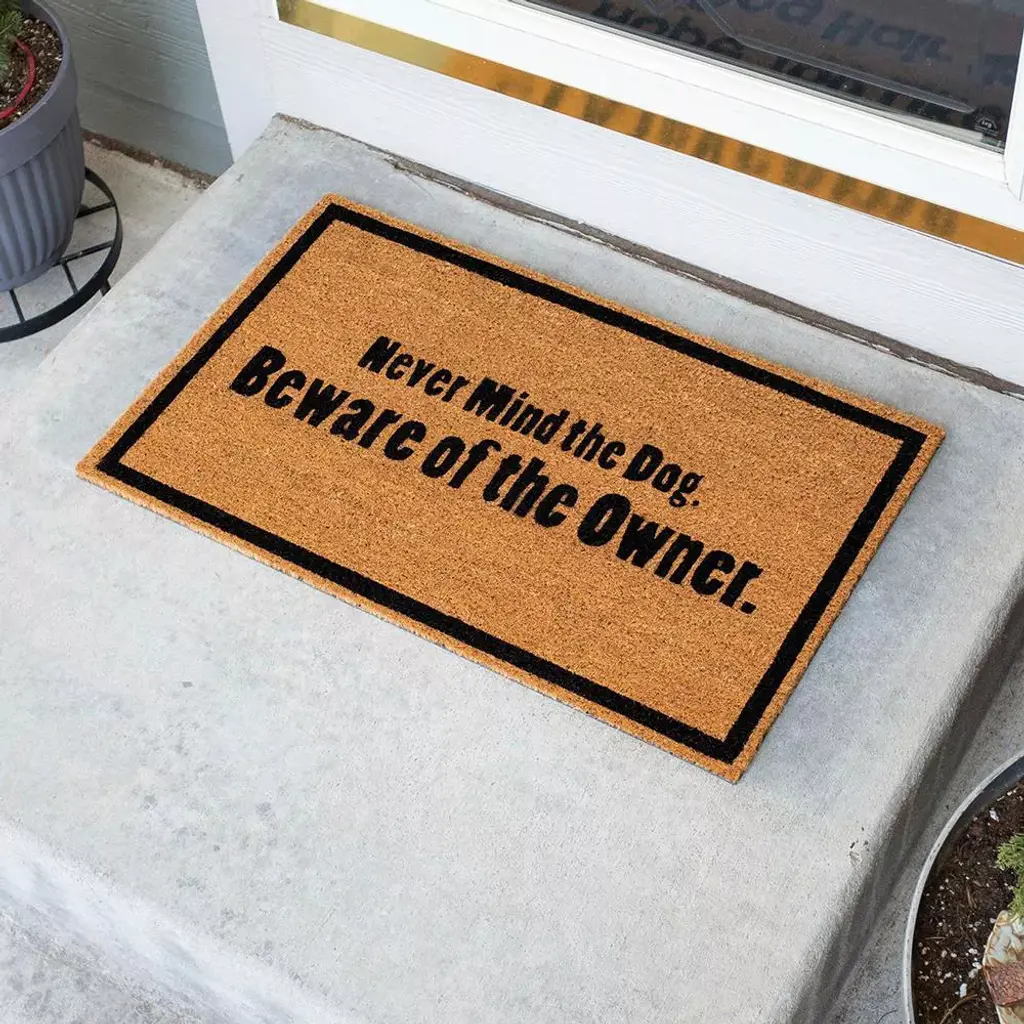 Never Mind the Dog.
Beware of the Owner.